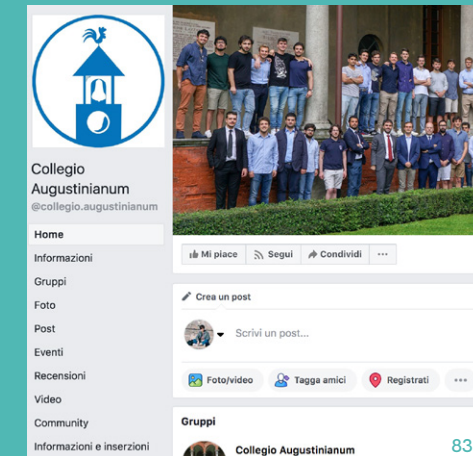 Collegio
Augustinianum
@collegio.augustinianum
Home
Informazioni
Gruppi
Foto
Post
Eventi
Recensioni
Video
Community
Informazioni e inserzioni
Mi piace Segui Condividi ...
Crea un post
Scrivi un post...
Foto/video Tagga amici Registrati ...
Gruppi
Collegio Augustinianum
83